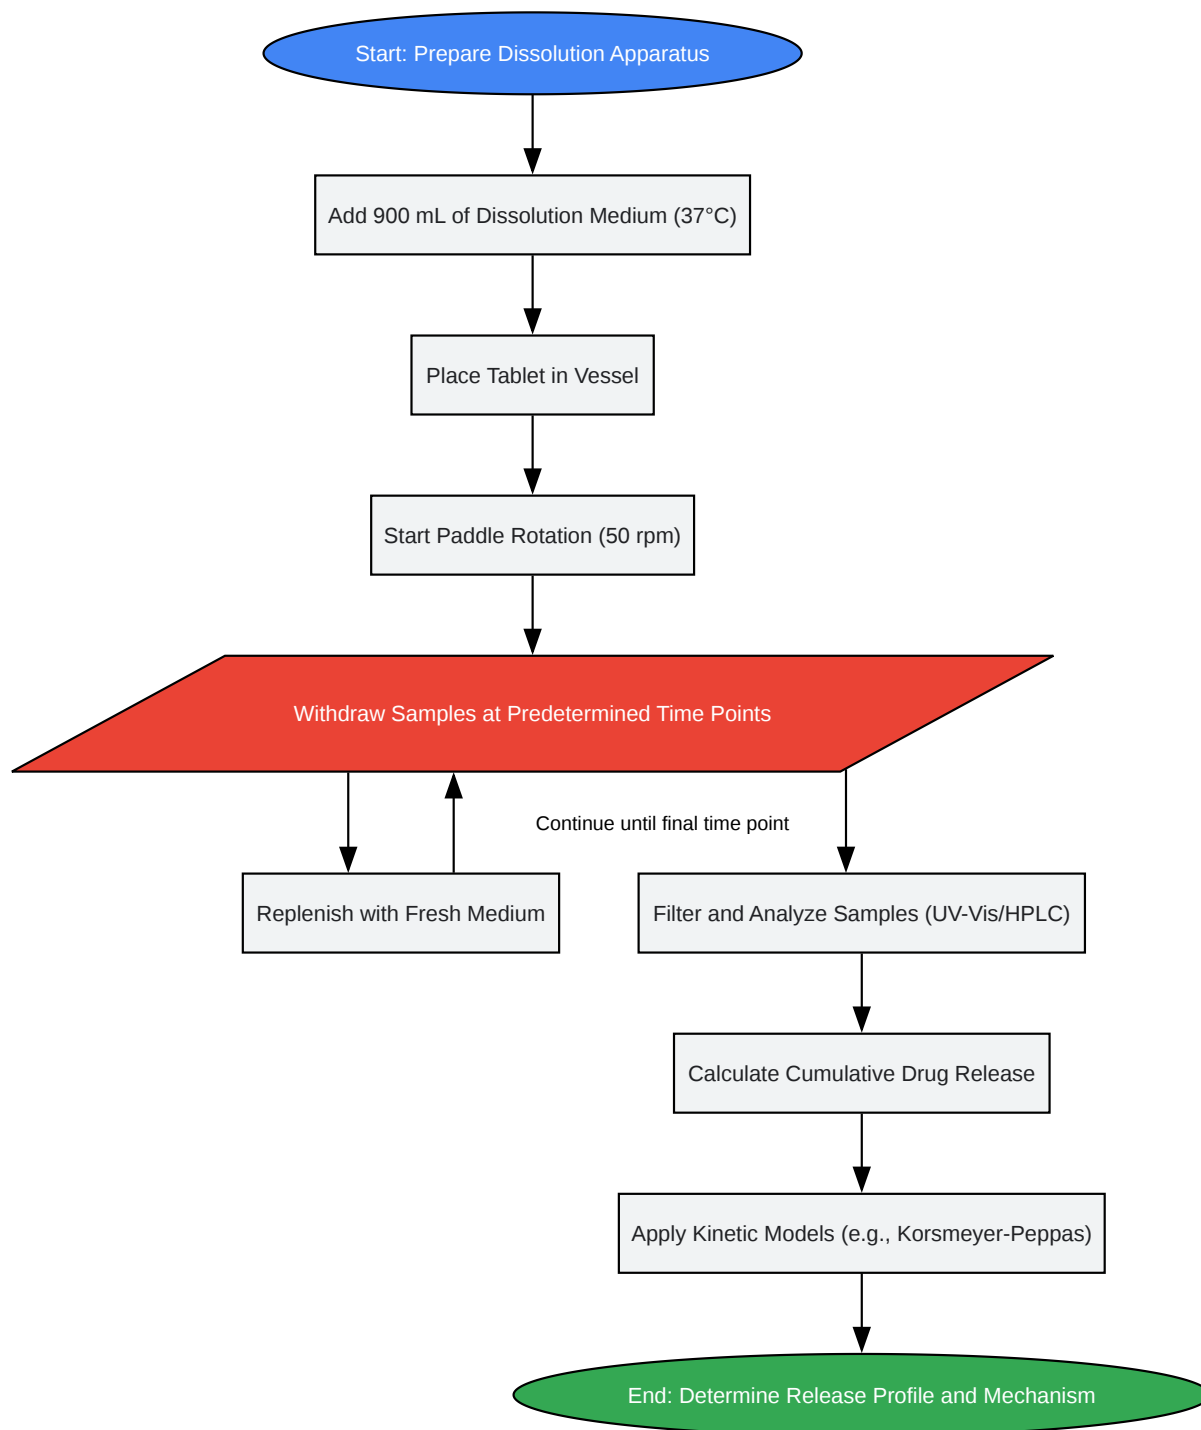 Start: Prepare Dissolution Apparatus
Add 900 mL of Dissolution Medium (37°C)
Place Tablet in Vessel
Start Paddle Rotation (50 rpm)
Withdraw Samples at Predetermined Time Points
Continue until final time point
Replenish with Fresh Medium
Filter and Analyze Samples (UV-Vis/HPLC)
Calculate Cumulative Drug Release
Apply Kinetic Models (e.g., Korsmeyer-Peppas)
End: Determine Release Profile and Mechanism